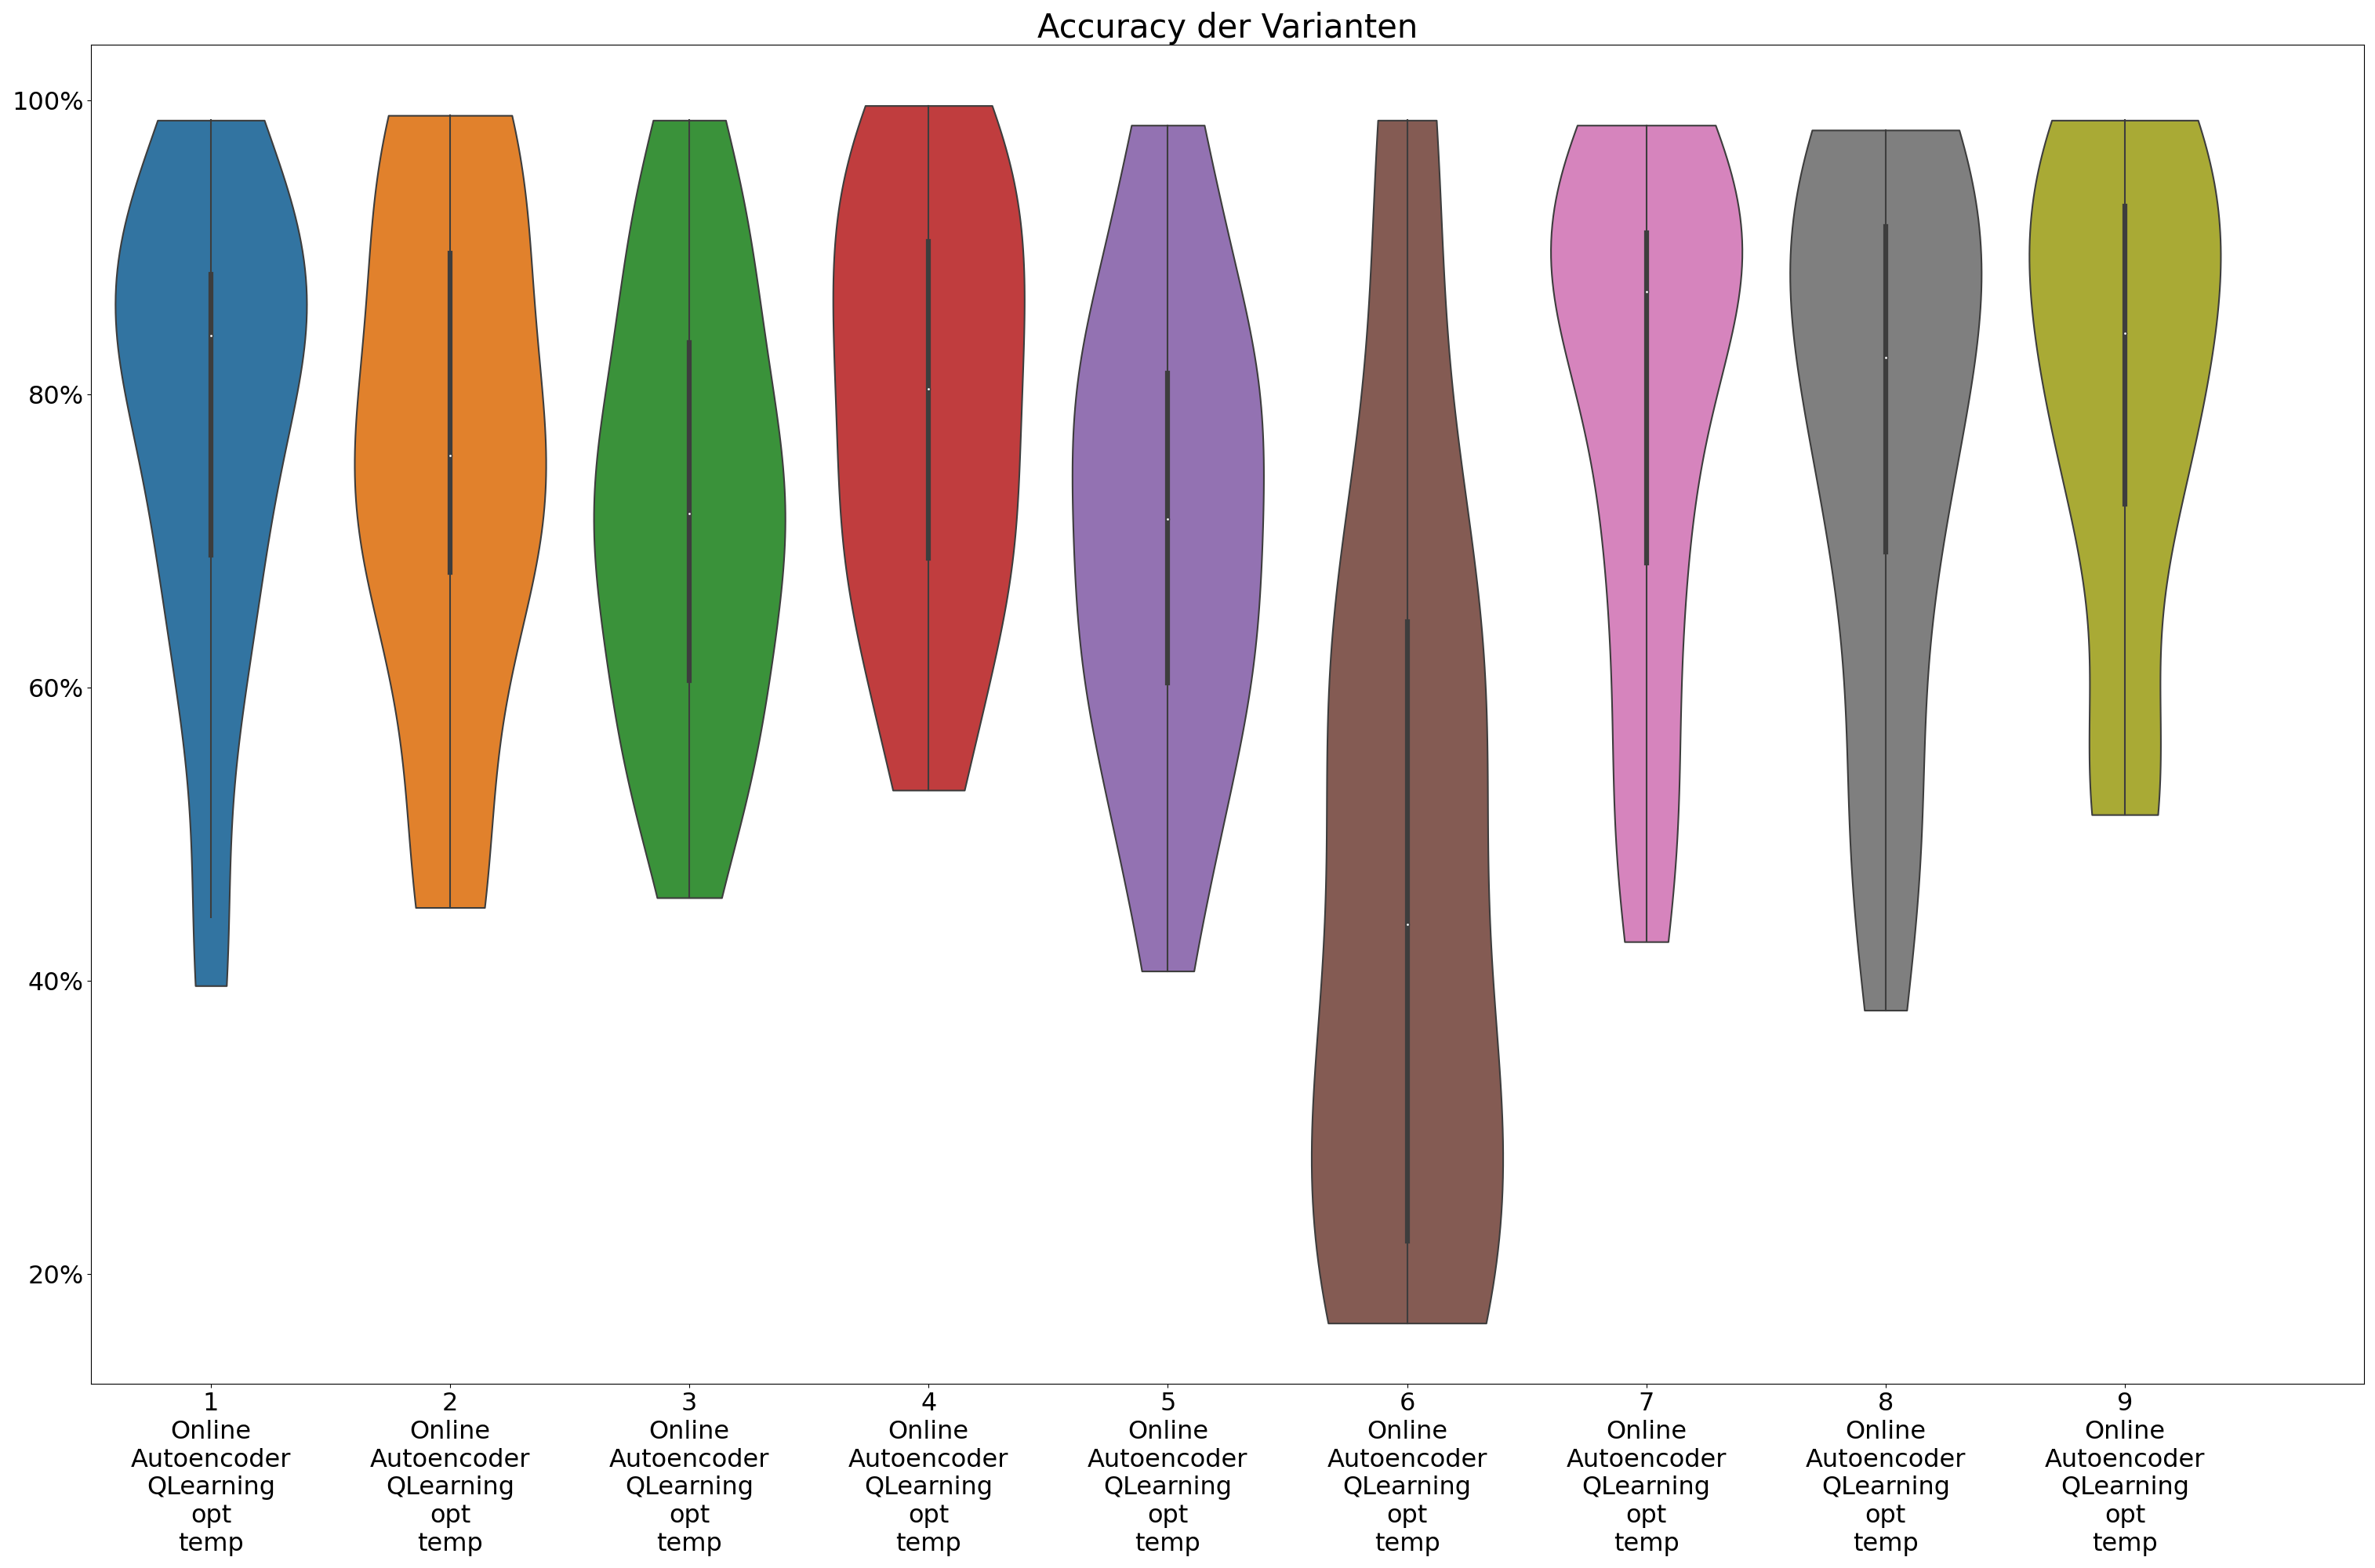 Accuracy der Varianten
100%
80%
60%
40%
20%
1
Online
Autoencoder
QLearning
opt
temp
2
Online
Autoencoder
QLearning
opt
temp
3
Online
Autoencoder
QLearning
opt
temp
4
Online
Autoencoder
QLearning
opt
temp
5
Online
Autoencoder
QLearning
opt
temp
6
Online
Autoencoder
QLearning
opt
temp
7
Online
Autoencoder
QLearning
opt
temp
8
Online
Autoencoder
QLearning
opt
temp
9
Online
Autoencoder
QLearning
opt
temp